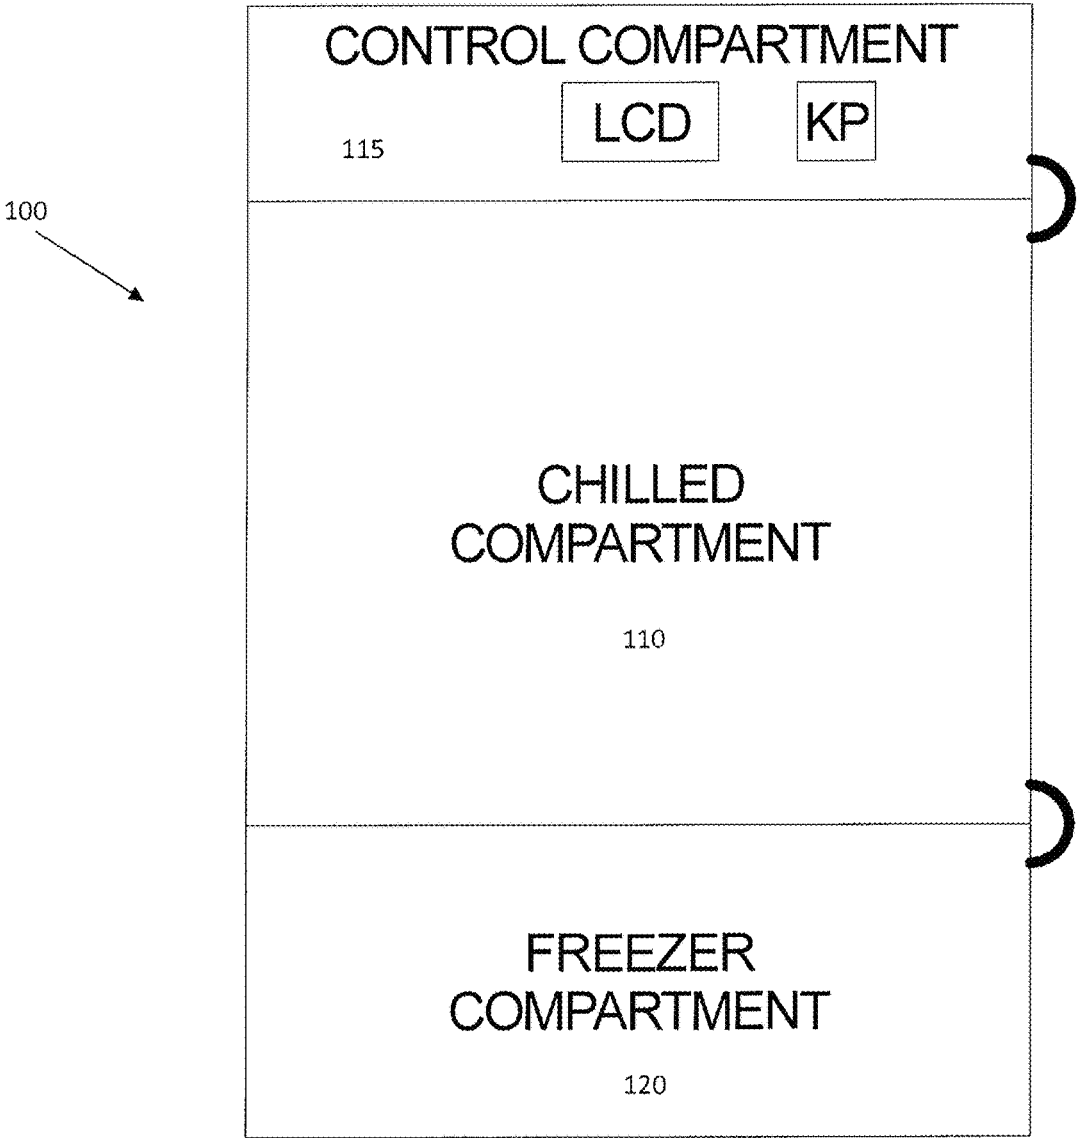 CONTROL COMPARTMENT
LCD KP
115
100
CHILLED
COMPARTMENT
110
FREEZER
COMPARTMENT
120